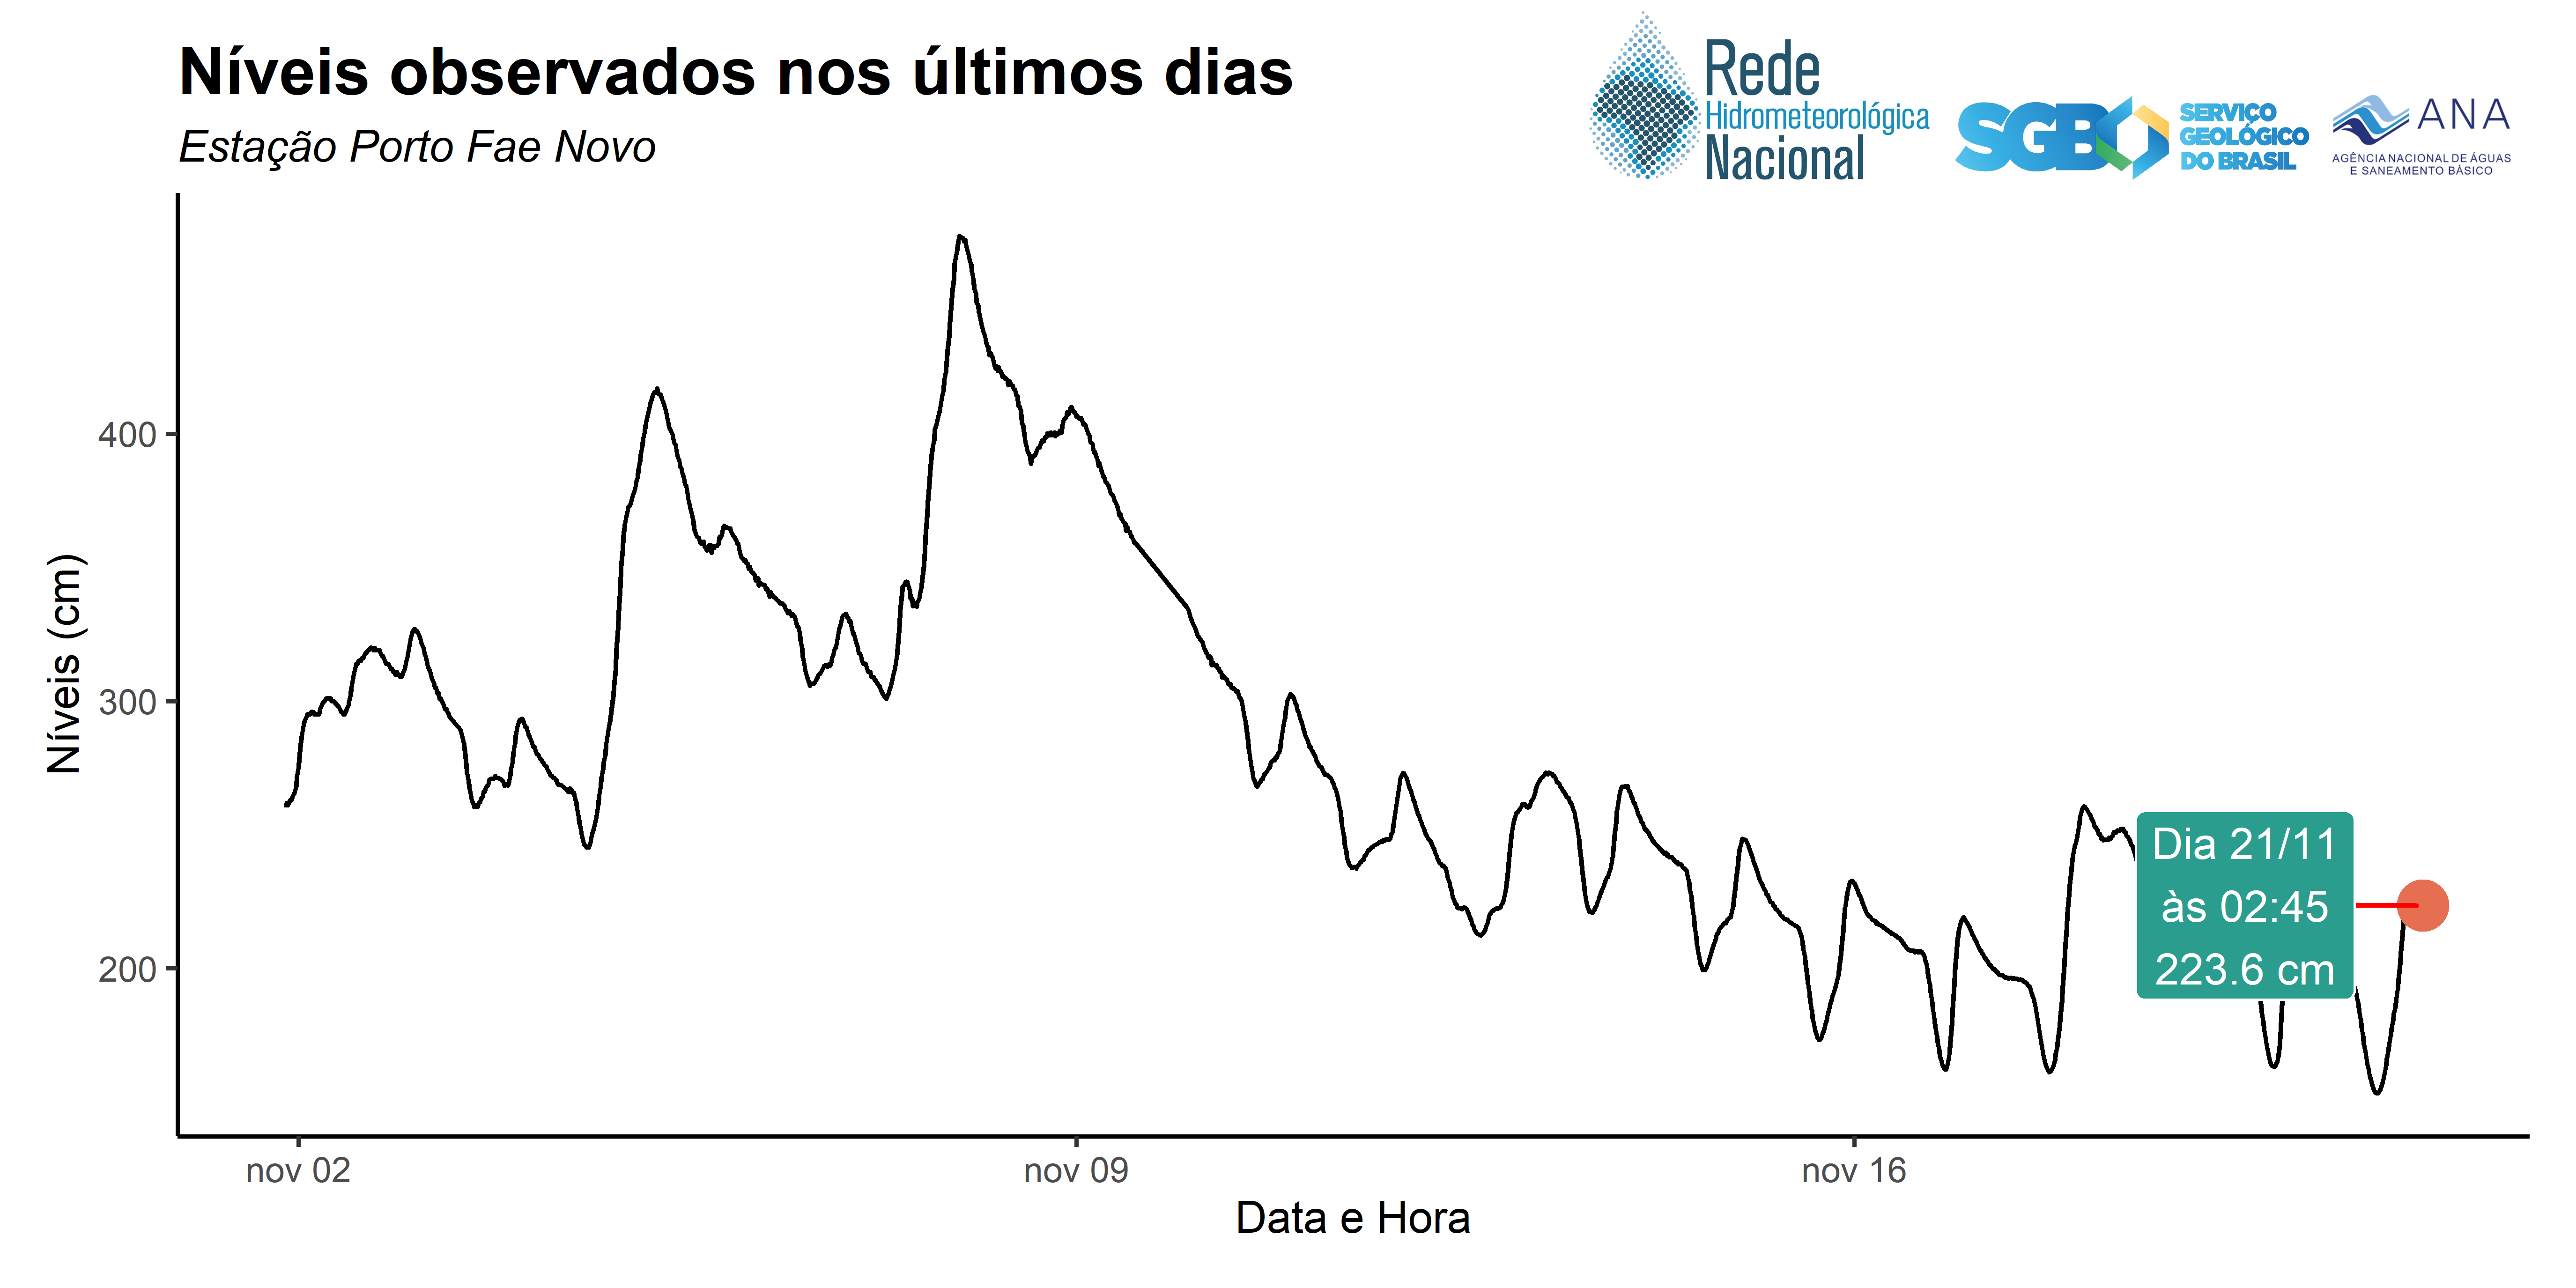 Níveis observados nos últimos dias
Estação Porto Fae Novo
Rede
Hidrometeorológica
Nacional
SGB
SERVIÇO
GEOLÓGICO
DO BRASIL
ANA
AGÊNCIA NACIONAL DE ÁGUAS
E SANEAMENTO BÁSICO
Níveis (cm)
400
300
200
Dia 21/11
às 02:45
223.6 cm
nov 02
nov 09
nov 16
Data e Hora